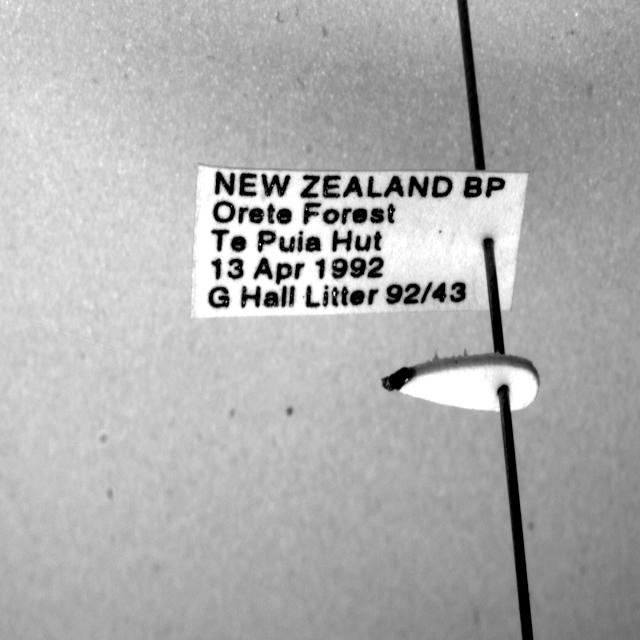 NEW ZEALAND BP
Orete Forest
Te Puia Hut
13 Apr 1992
G Hall Litter 92/43